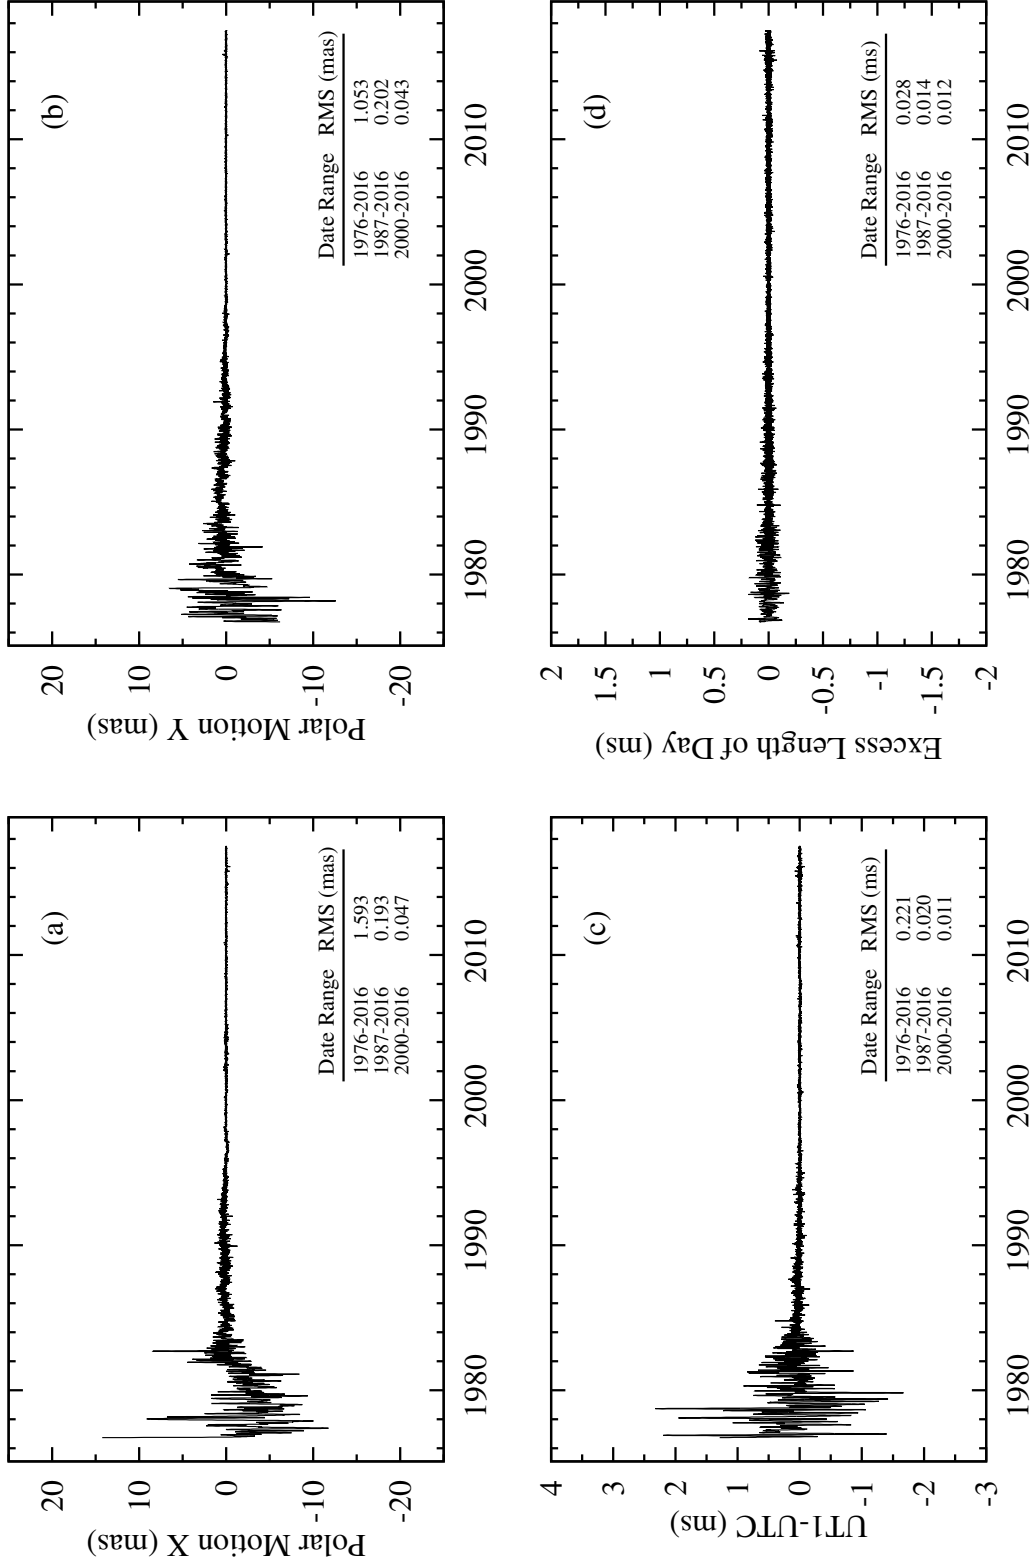 (a)
Polar Motion X (mas)
20
10
0
-10
-20
Date Range RMS (mas)
1976-2016 1.593
1987-2016 0.193
2000-2016 0.047
1980 1990 2000 2010
(b)
Polar Motion Y (mas)
20
10
0
-10
-20
Date Range RMS (mas)
1976-2016 1.053
1987-2016 0.202
2000-2016 0.043
1980 1990 2000 2010
(c)
UT1-UTC (ms)
4
3
2
1
0
-1
-2
-3
Date Range RMS (ms)
1976-2016 0.221
1987-2016 0.020
2000-2016 0.011
1980 1990 2000 2010
(d)
Excess Length of Day (ms)
2
1.5
1
0.5
0
-0.5
-1
-1.5
-2
Date Range RMS (ms)
1976-2016 0.028
1987-2016 0.014
2000-2016 0.012
1980 1990 2000 2010